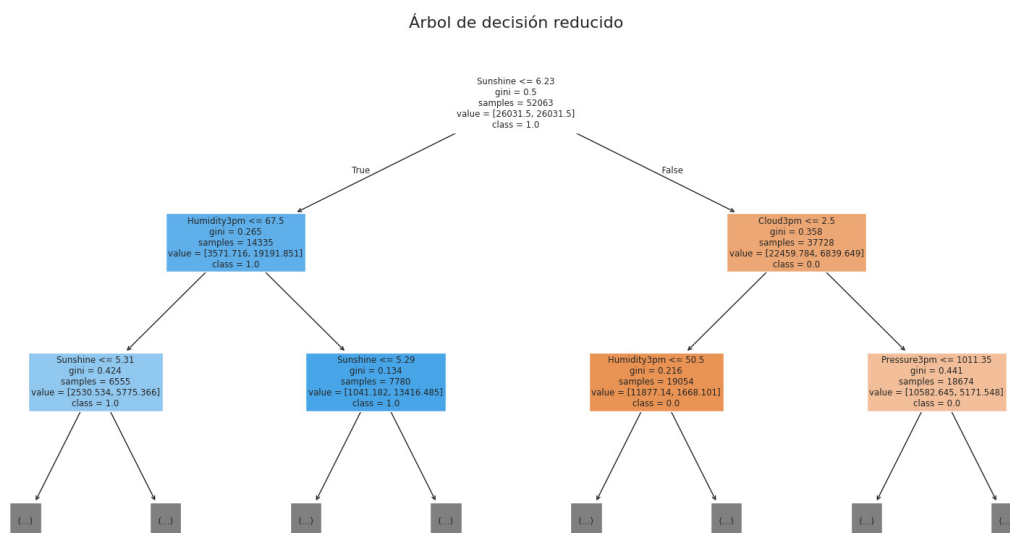 Árbol de decisión reducido
Sunshine <= 6.23
gini = 0.5
samples = 52063
value = [26031.5, 26031.5]
class = 1.0
True
False
Humidity3pm <= 67.5
gini = 0.265
samples = 14335
value = [3571.716, 19191.851]
class = 1.0
Cloud3pm <= 2.5
gini = 0.358
samples = 37728
value = [22459.784, 6839.649]
class = 0.0
Sunshine <= 5.31
gini = 0.424
samples = 6555
value = [2530.534, 5775.366]
class = 1.0
Sunshine <= 5.29
gini = 0.134
samples = 7780
value = [1041.182, 13416.485]
class = 1.0
Humidity3pm <= 50.5
gini = 0.216
samples = 19054
value = [11877.14, 1668.101]
class = 0.0
Pressure3pm <= 1011.35
gini = 0.441
samples = 18674
value = [10582.645, 5171.548]
class = 0.0
(...)
(...)
(...)
(...)
(...)
(...)
(...)
(...)